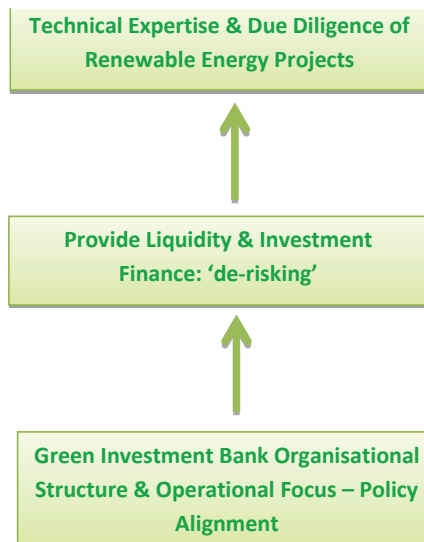 Technical Expertise & Due Diligence of
Renewable Energy Projects
Provide Liquidity & Investment
Finance: ‘de-risking’
Green Investment Bank Organisational
Structure & Operational Focus – Policy
Alignment